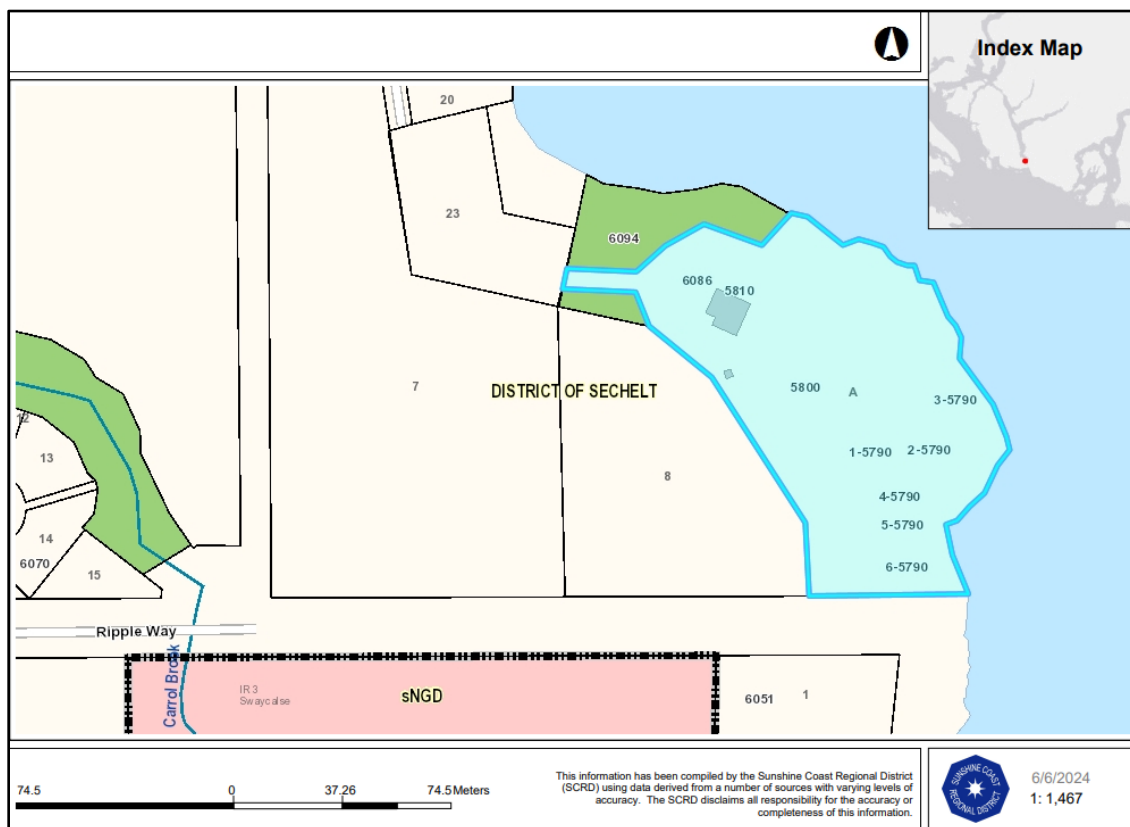 Index Map
20
23
6094
6086
5810
7
DISTRICT OF SECHELT
5800
A
3-5790
12
13
1-5790
2-5790
8
4-5790
14
5-5790
6070
15
6-5790
Ripple Way
Carrol Brook
IR 3
Swaycalse
sNGD
6051
1
74.5
0
37.26
74.5 Meters
This information has been compiled by the Sunshine Coast Regional District
(SCRD) using data derived from a number of sources with varying levels of
accuracy. The SCRD disclaims all responsibility for the accuracy or
completeness of this information.
SUNSHINE COAST
REGIONAL DISTRICT
6/6/2024
1: 1,467